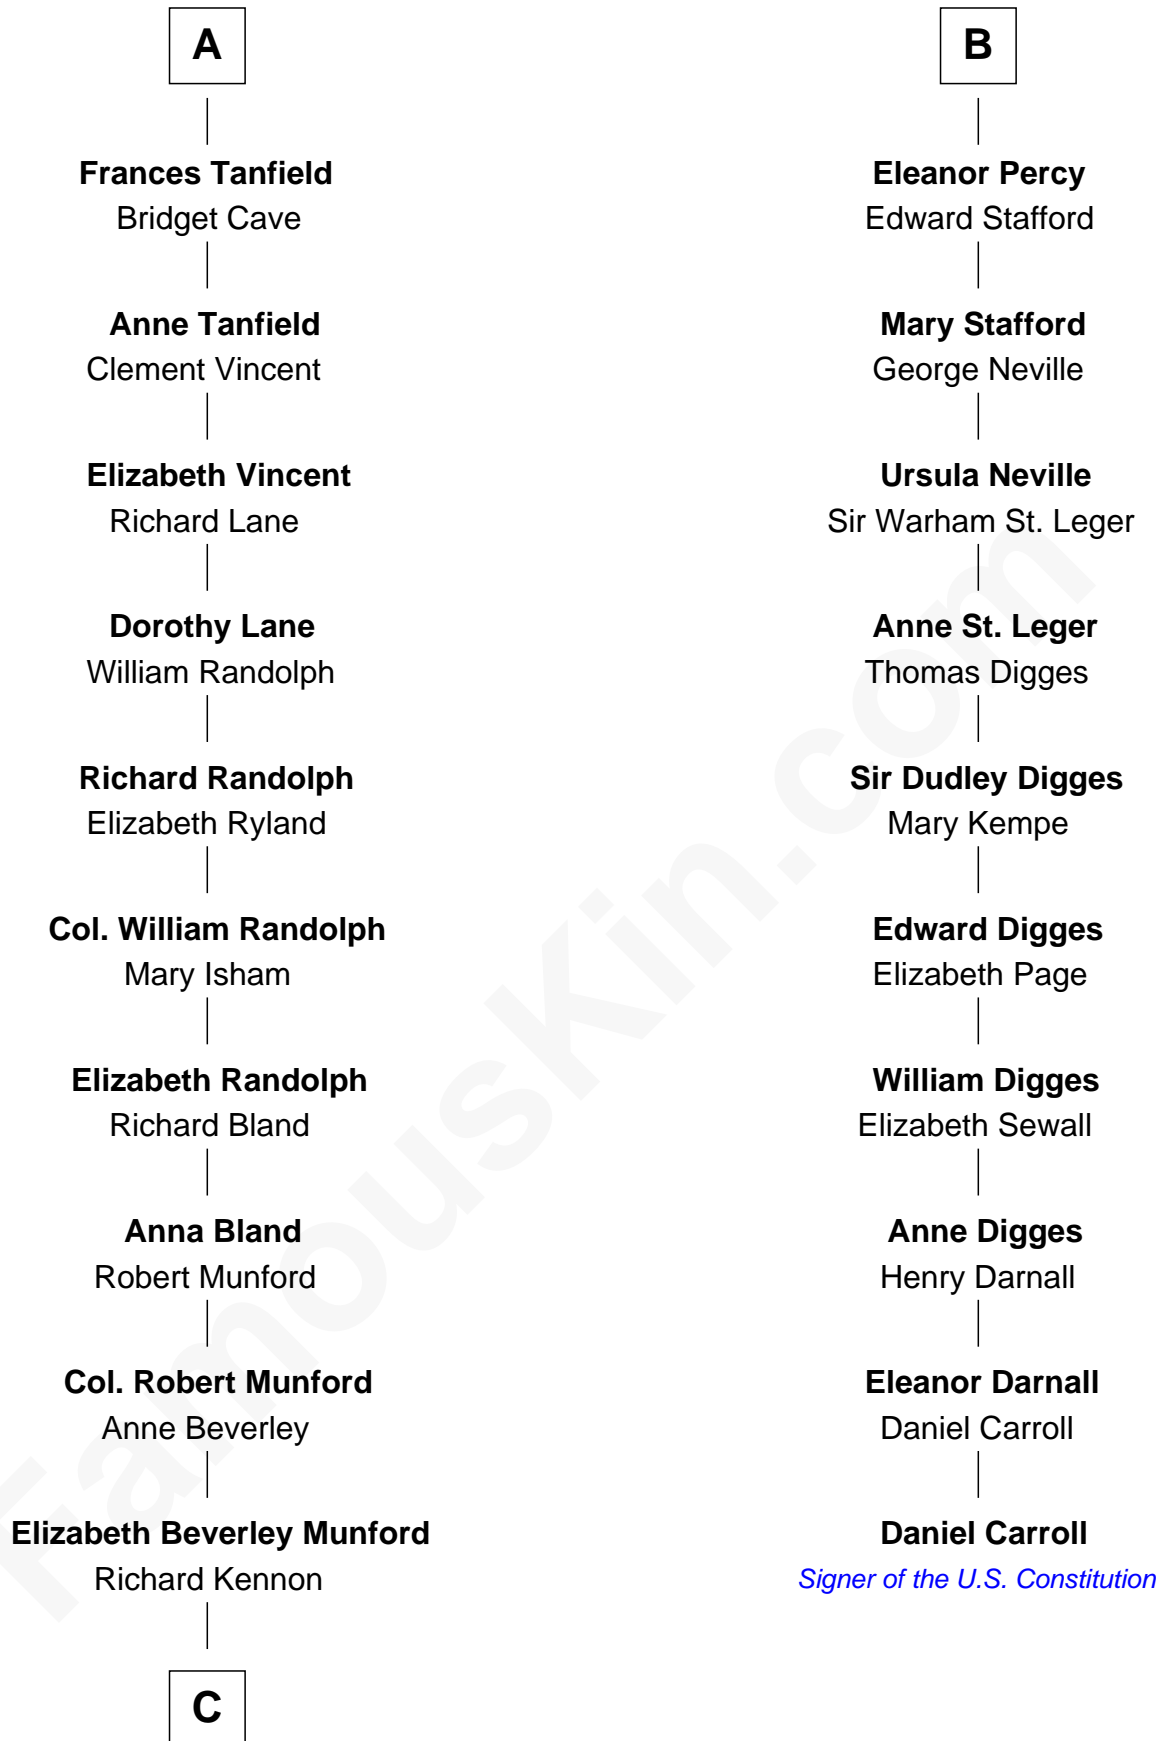 A
Frances Tanfield
Bridget Cave
Anne Tanfield
Clement Vincent
Elizabeth Vincent
Richard Lane
Dorothy Lane
William Randolph
Richard Randolph
Elizabeth Ryland
Col. William Randolph
Mary Isham
Elizabeth Randolph
Richard Bland
Anna Bland
Robert Munford
Col. Robert Munford
Anne Beverley
Elizabeth Beverley Munford
Richard Kennon
C
B
Eleanor Percy
Edward Stafford
Mary Stafford
George Neville
Ursula Neville
Sir Warham St. Leger
Anne St. Leger
Thomas Digges
Sir Dudley Digges
Mary Kempe
Edward Digges
Elizabeth Page
William Digges
Elizabeth Sewall
Anne Digges
Henry Darnall
Eleanor Darnall
Daniel Carroll
Daniel Carroll
Signer of the U.S. Constitution
FamousKin.com